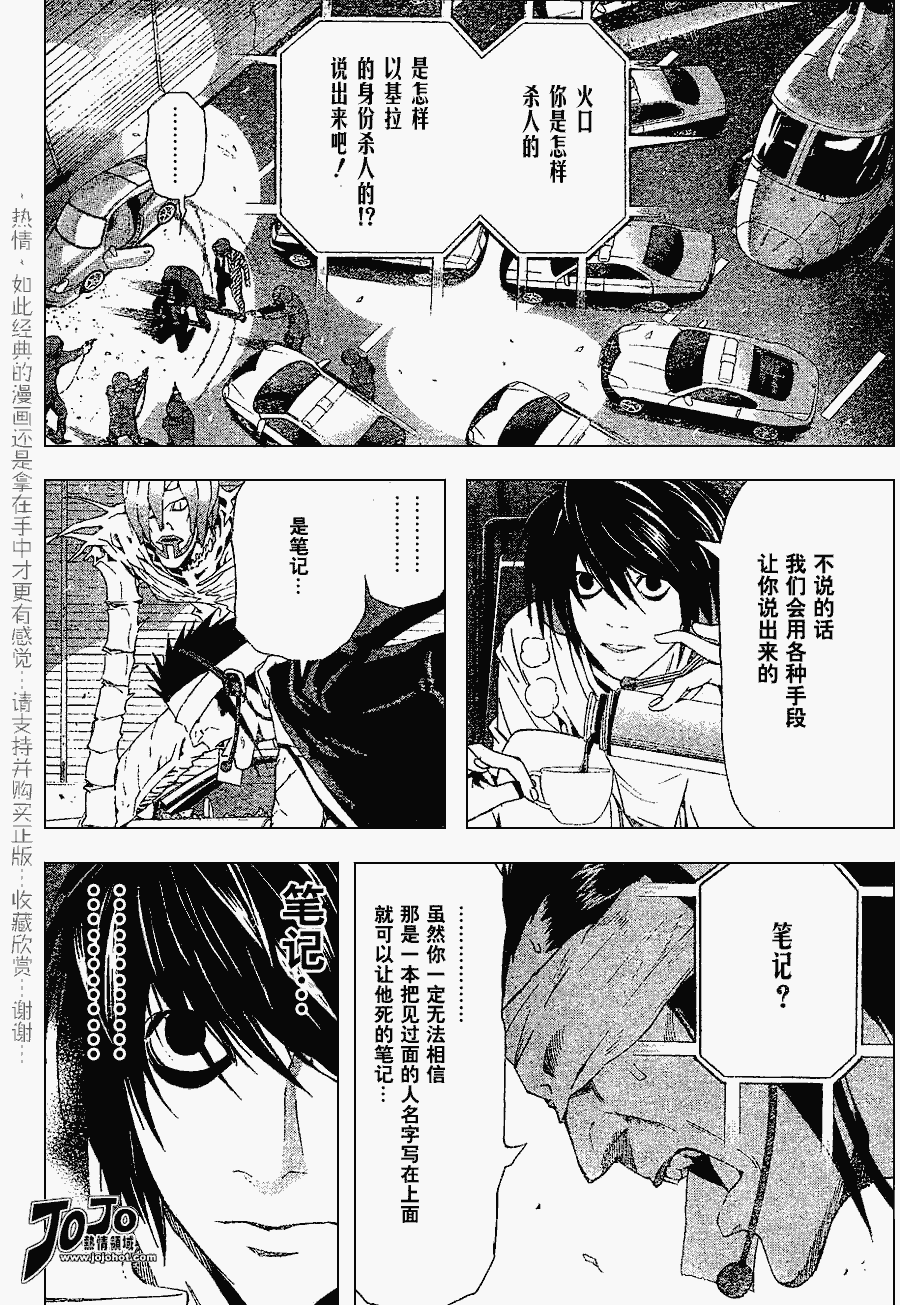 火口
你是怎样
杀人的
是怎样
以基拉
的身份杀人的!?
说出来吧！
………
不说的话
我们会用各种手段
让你说出来的
………
………
是笔记…
笔记？
…………
虽然你一定无法相信
那是一本把见过面的人名字写在上面
就可以让他死的笔记…
笔记…
～热情～如此经典的漫画还是拿在手中才更有感觉…请支持并购买正版…收藏欣赏…谢谢…
JOJO
熱情領域
www.jojohot.com
17